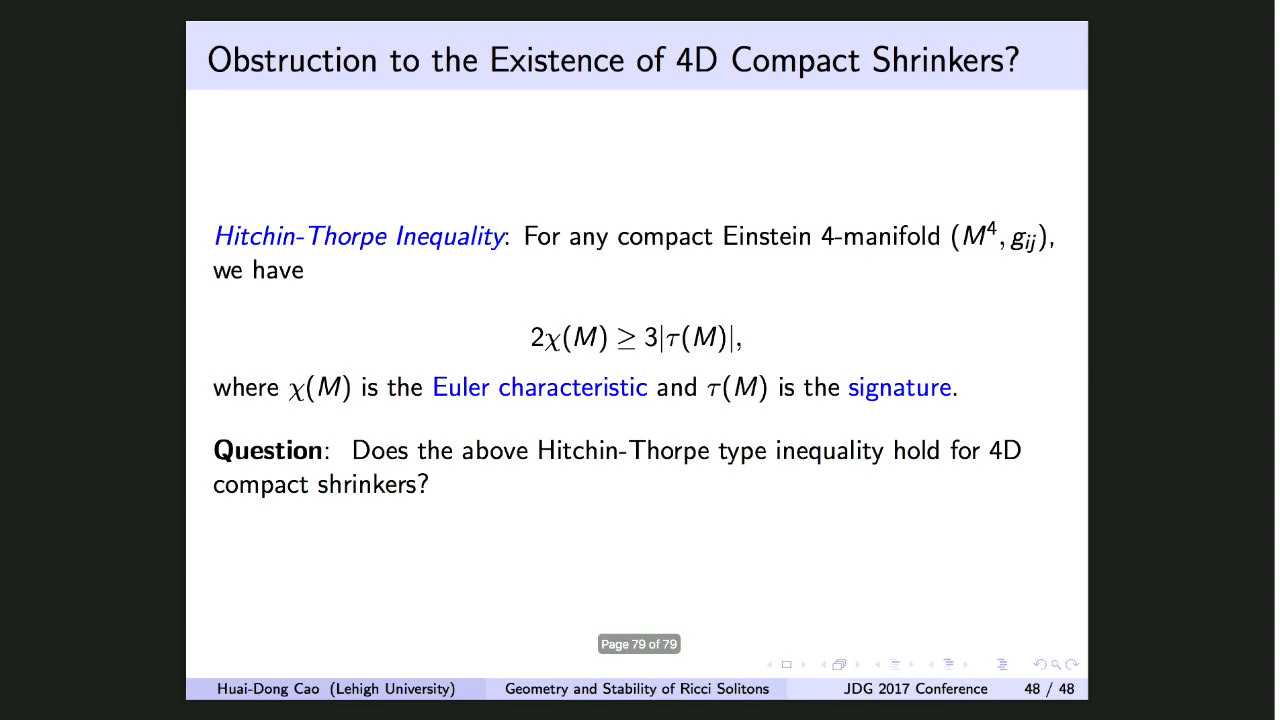 Obstruction to the Existence of 4D Compact Shrinkers?
Hitchin-Thorpe Inequality: For any compact Einstein 4-manifold (M⁴, gᵢⱼ),
we have
2χ(M) ≥ 3|τ(M)|,
where χ(M) is the Euler characteristic and τ(M) is the signature.
Question: Does the above Hitchin-Thorpe type inequality hold for 4D
compact shrinkers?
Page 79 of 79
Huai-Dong Cao (Lehigh University) Geometry and Stability of Ricci Solitons JDG 2017 Conference 48 / 48